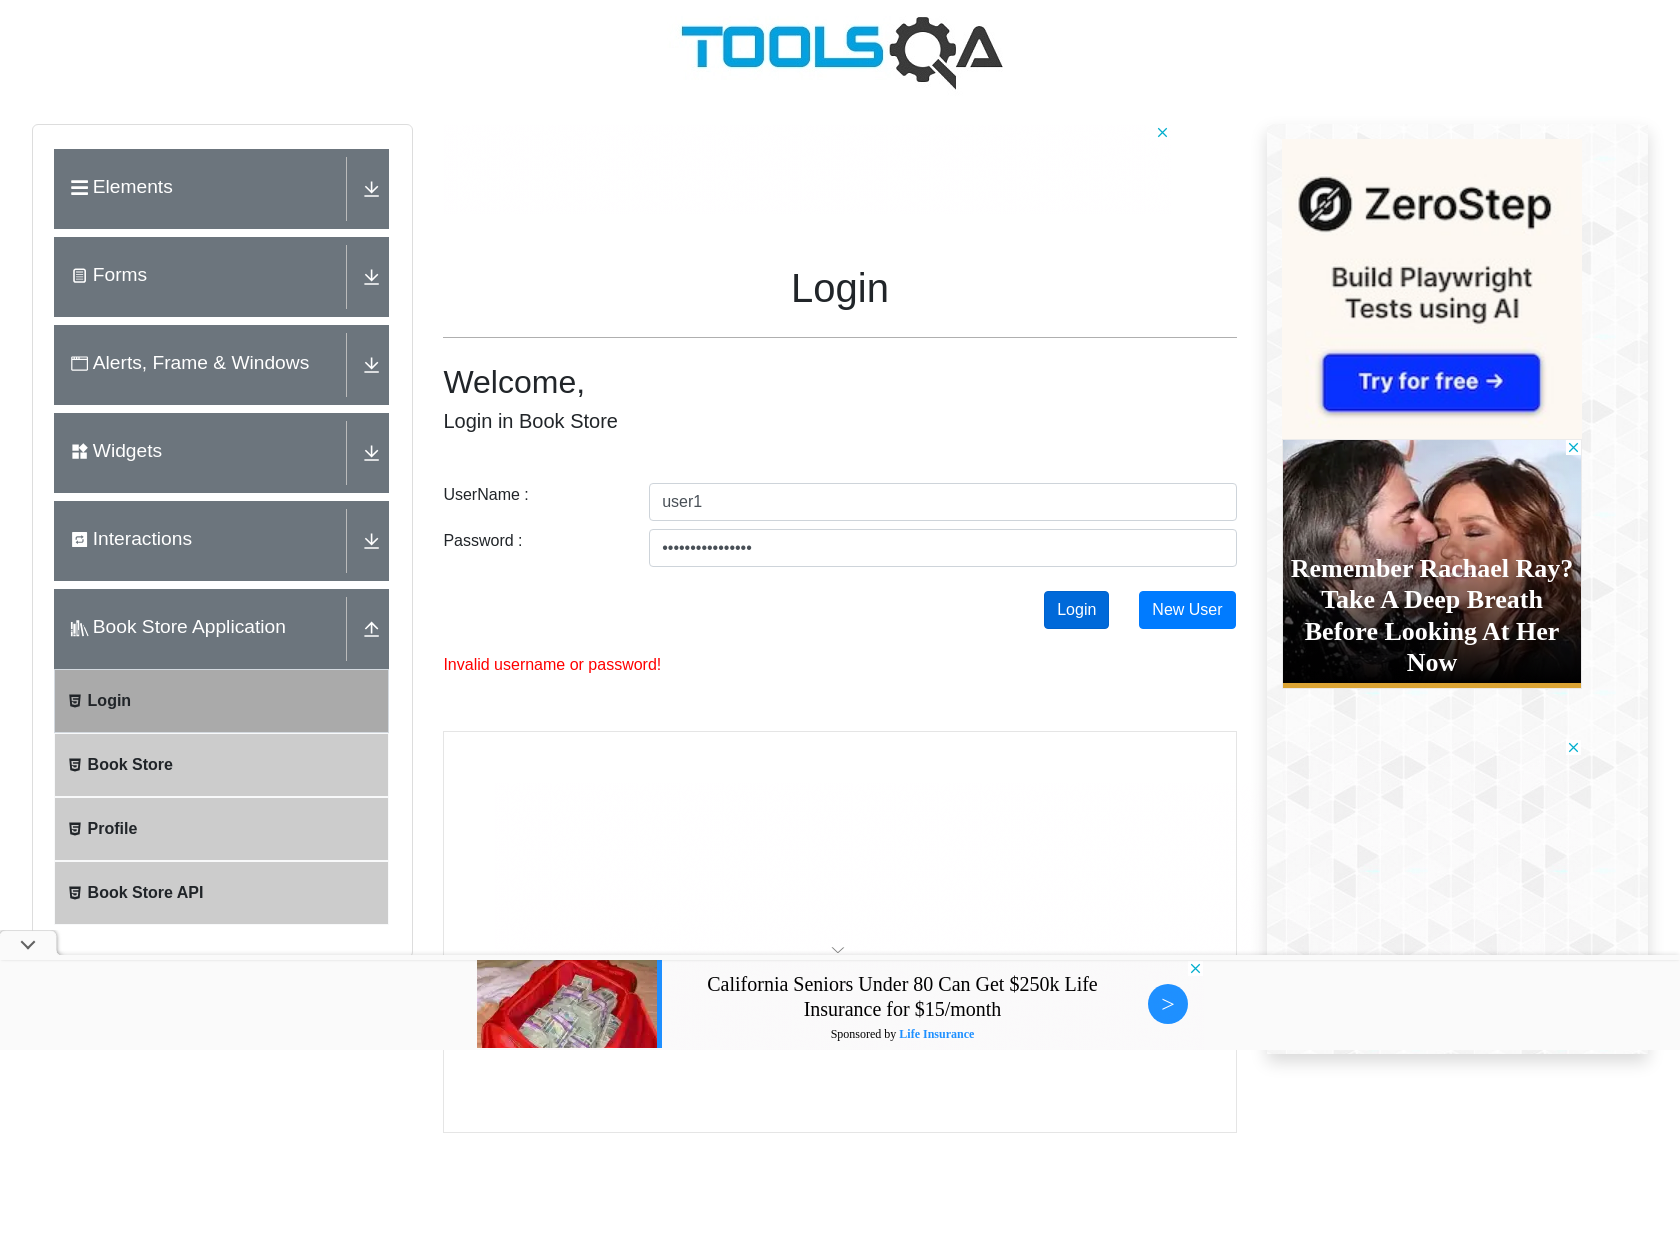 TOOLSQA
Elements
Forms
Alerts, Frame & Windows
Widgets
Interactions
Book Store Application
Login
Book Store
Profile
Book Store API
Login
Welcome,
Login in Book Store
UserName :
user1
Password :
••••••••••••••••
Login
New User
Invalid username or password!
ZeroStep
Build Playwright
Tests using AI
Try for free →
Remember Rachael Ray?
Take A Deep Breath
Before Looking At Her
Now
California Seniors Under 80 Can Get $250k Life
Insurance for $15/month
Sponsored by Life Insurance
>